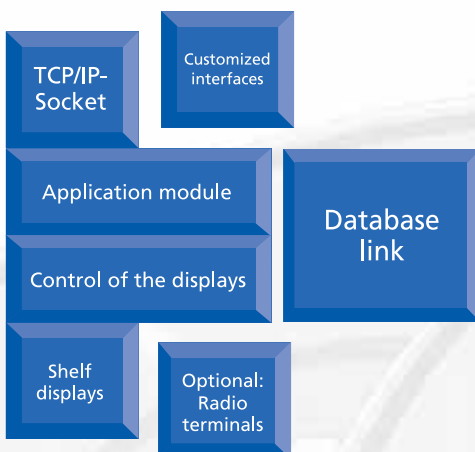 TCP/IP-
Socket
Customized
interfaces
Application module
Database
link
Control of the displays
Shelf
displays
Optional:
Radio
terminals